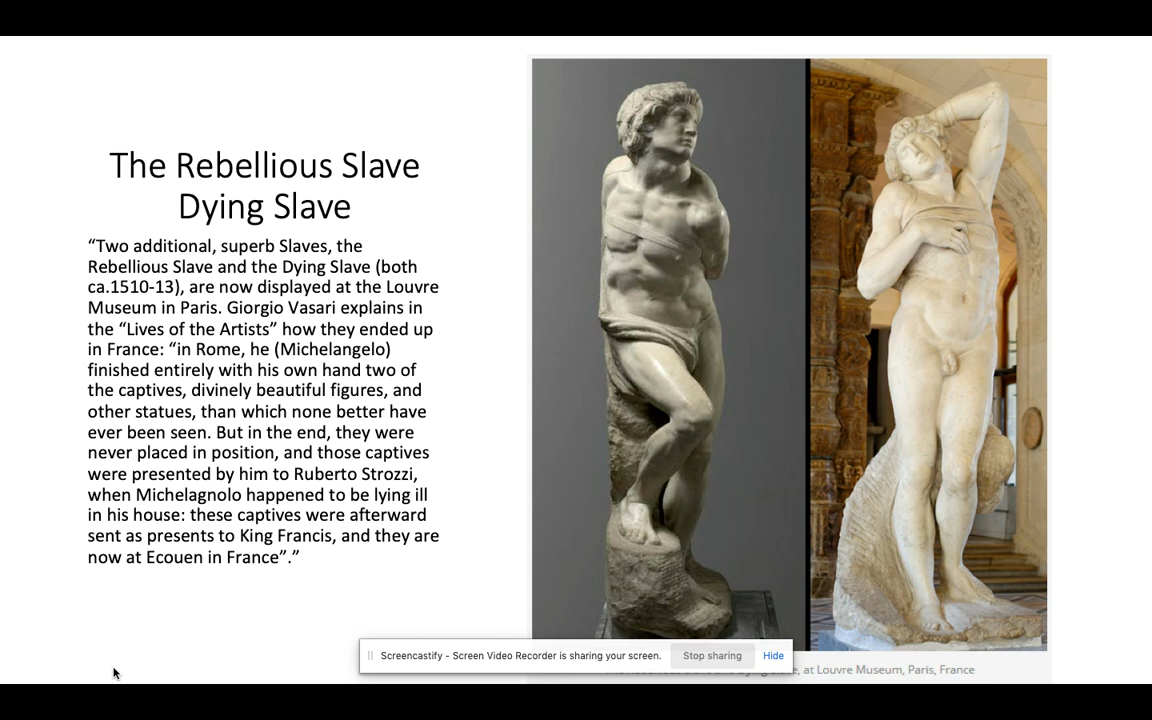 The Rebellious Slave
Dying Slave
“Two additional, superb Slaves, the
Rebellious Slave and the Dying Slave (both
ca.1510-13), are now displayed at the Louvre
Museum in Paris. Giorgio Vasari explains in
the “Lives of the Artists” how they ended up
in France: “in Rome, he (Michelangelo)
finished entirely with his own hand two of
the captives, divinely beautiful figures, and
other statues, than which none better have
ever been seen. But in the end, they were
never placed in position, and those captives
were presented by him to Ruberto Strozzi,
when Michelagnolo happened to be lying ill
in his house: these captives were afterward
sent as presents to King Francis, and they are
now at Ecouen in France”.”
Screencastify - Screen Video Recorder is sharing your screen. Stop sharing Hide
at Louvre Museum, Paris, France